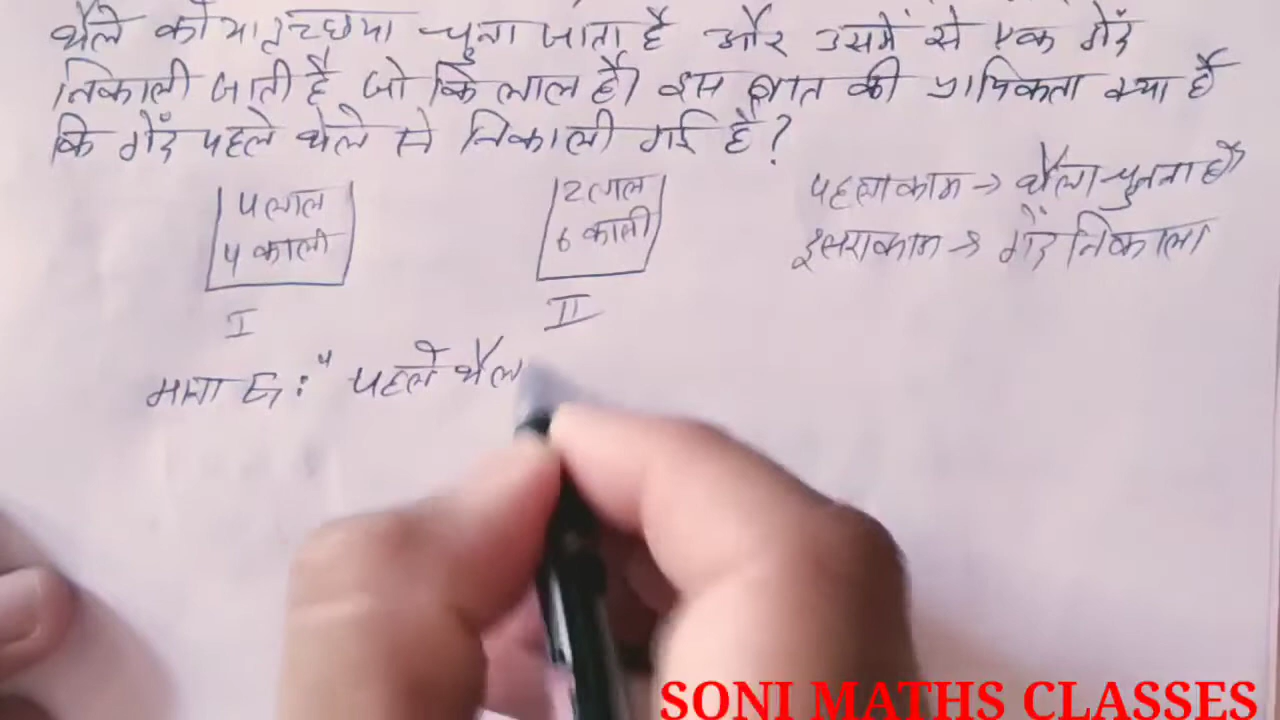 थैले को यादृच्छया चुना जाता है और उसमें से एक गेंद
निकाली जाती है जो कि लाल है। इस बात की प्रायिकता क्या है
कि गेंद पहले थैले से निकाली गई है?
4 लाल
4 काली
I
2 लाल
6 काली
II
पहला काम → थैला चुनना है
दूसरा काम → गेंद निकालना
माना E₁: " पहले थैल
SONI MATHS CLASSES